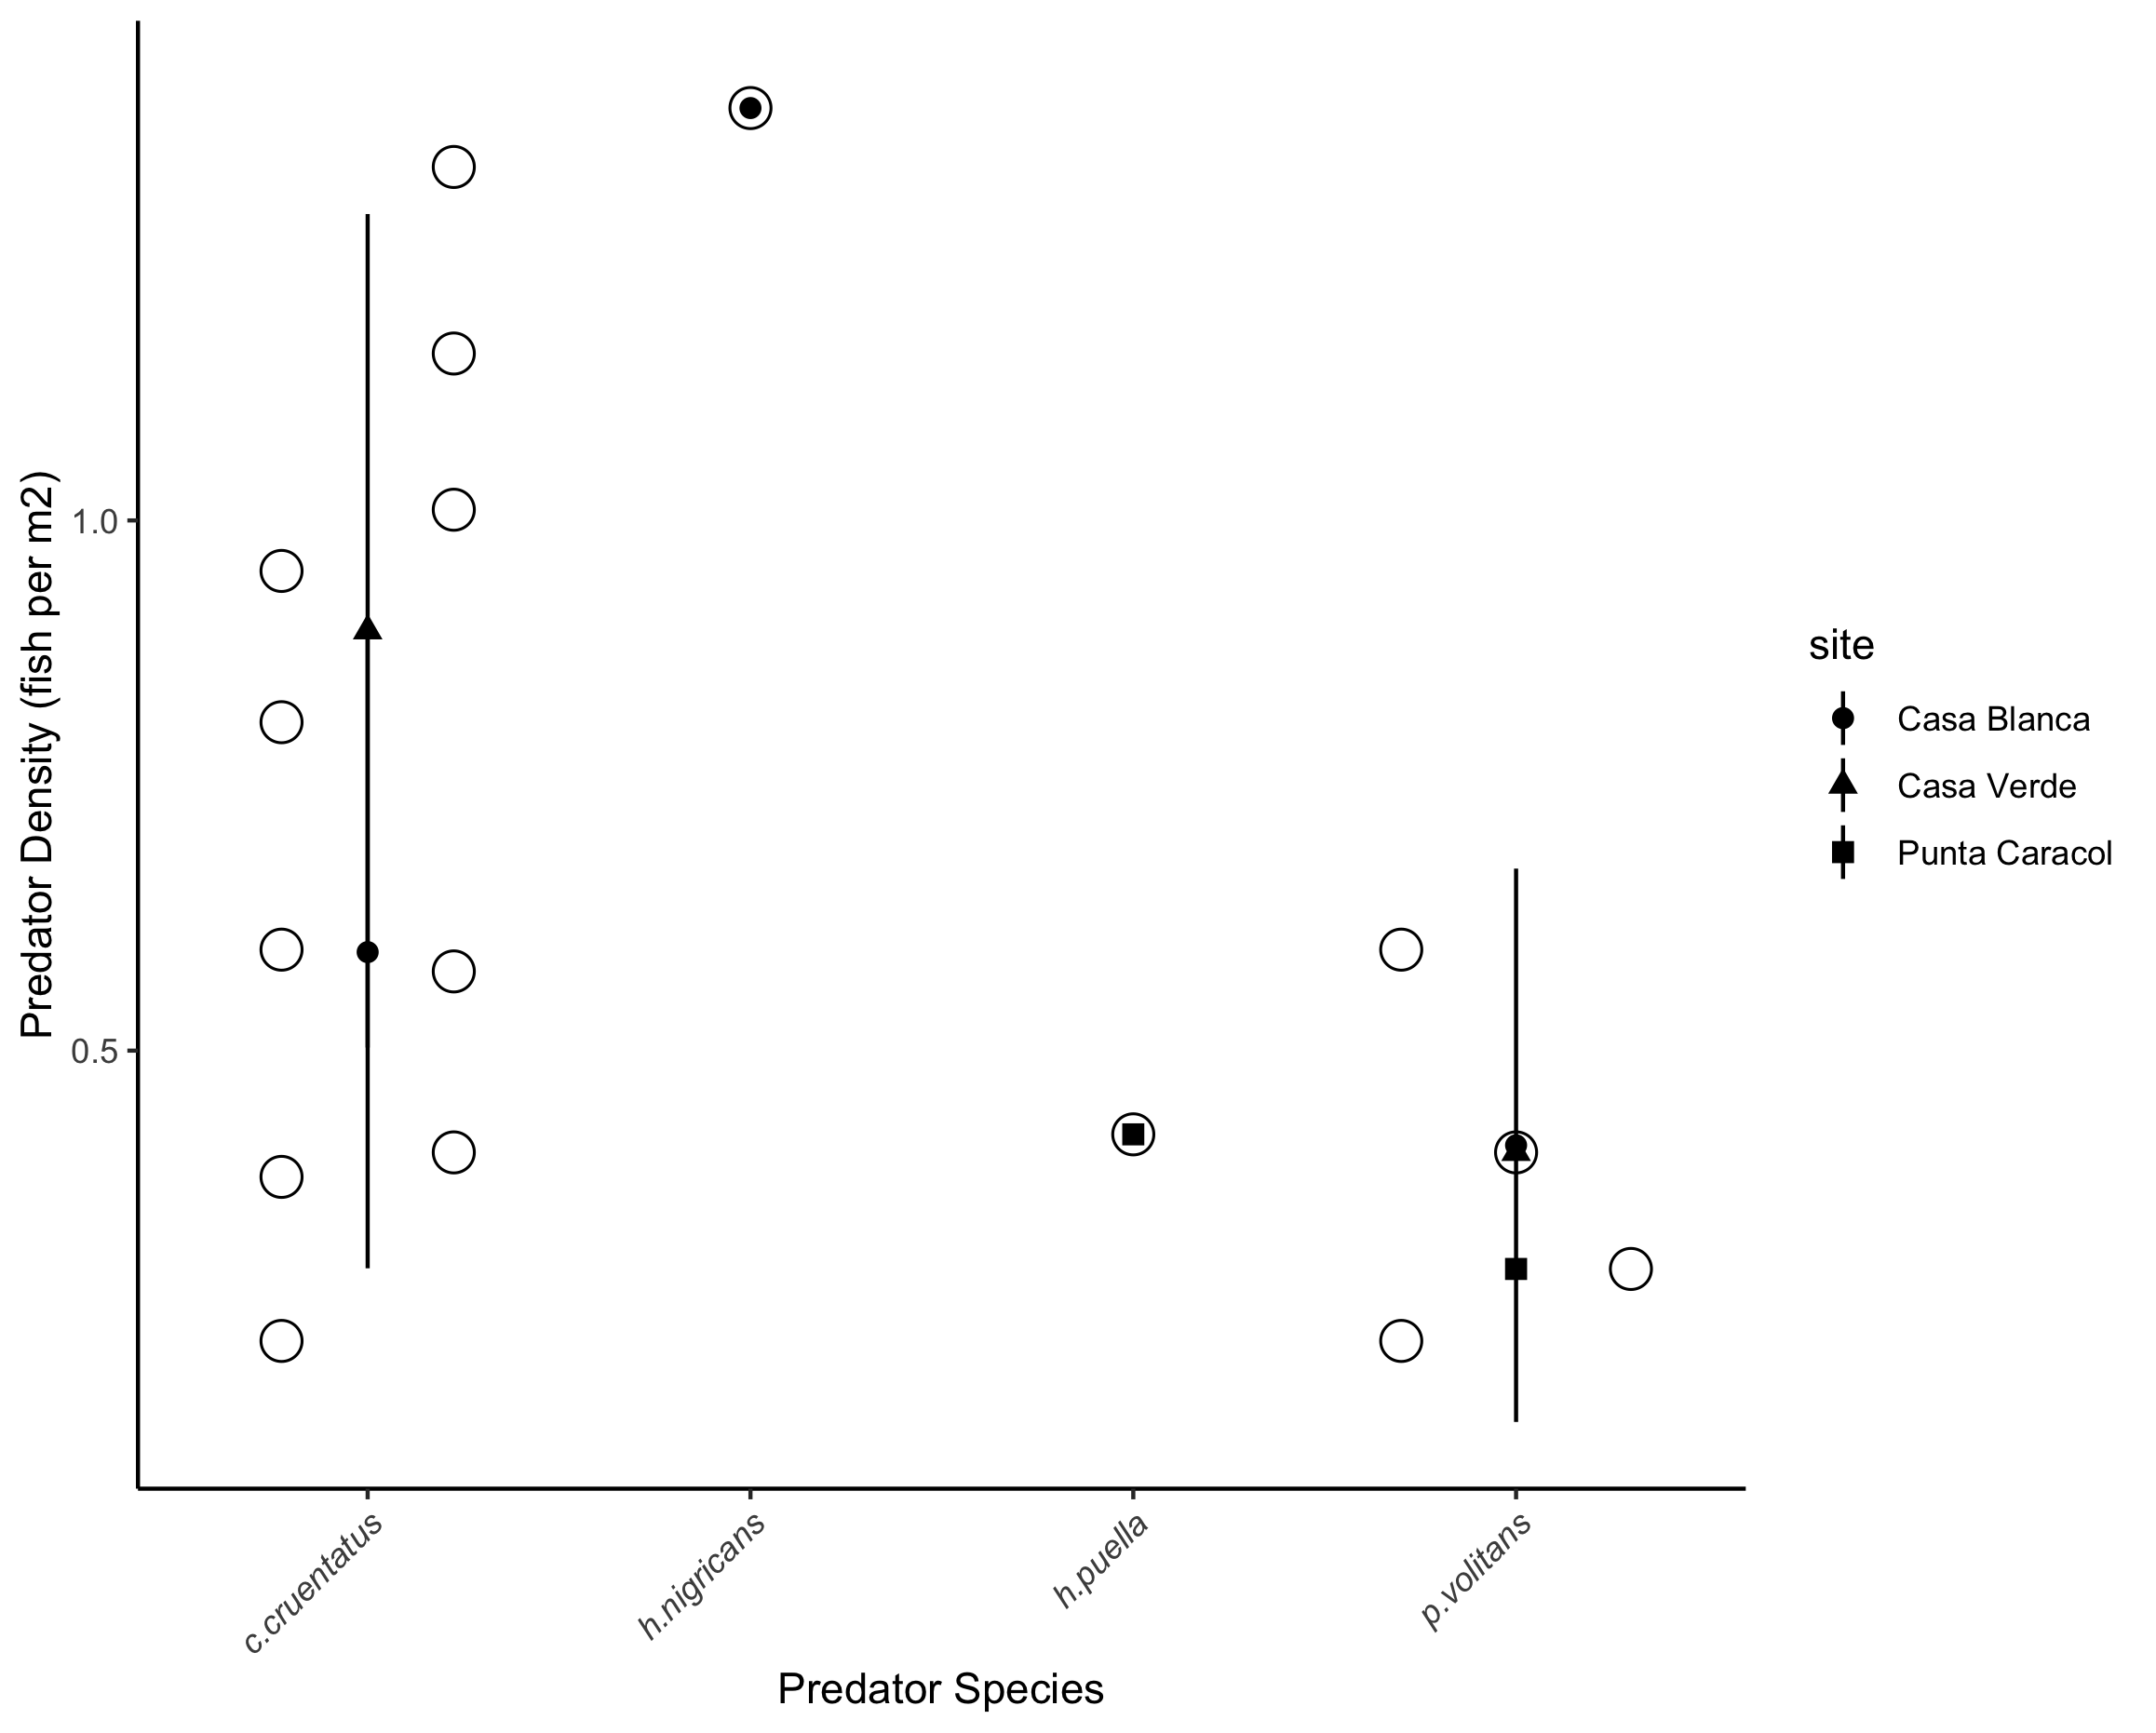 Predator Density (fish per m2)
1.0
0.5
c.cruentatus
h.nigricans
h.puella
p.volitans
Predator Species
site
Casa Blanca
Casa Verde
Punta Caracol